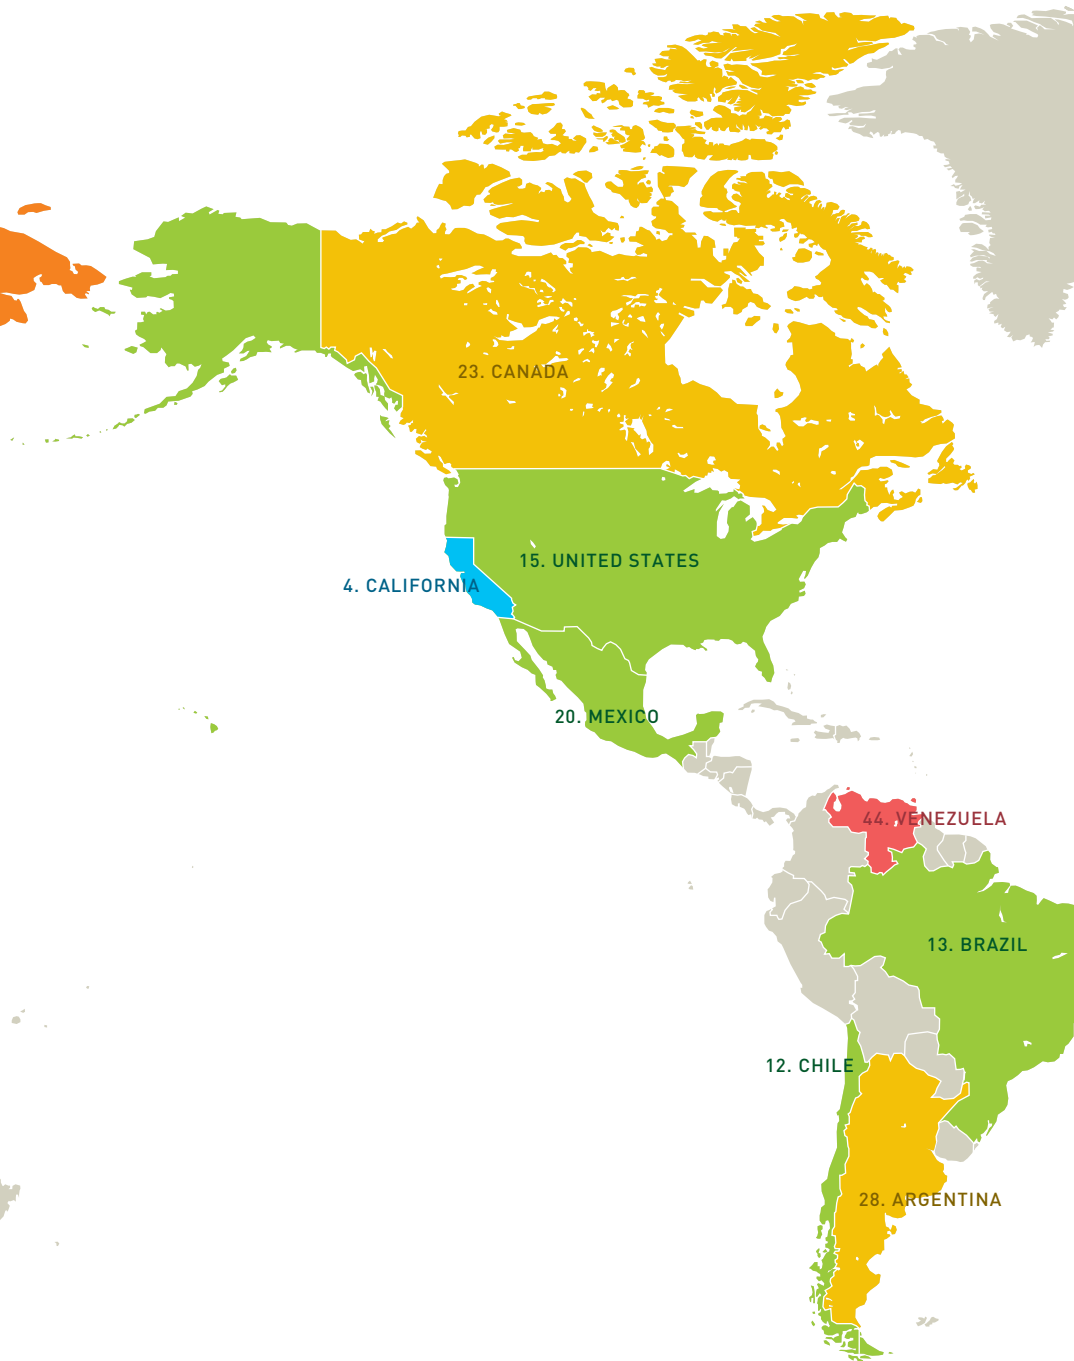 23. CANADA
15. UNITED STATES
4. CALIFORNIA
20. MEXICO
44. VENEZUELA
13. BRAZIL
12. CHILE
28. ARGENTINA